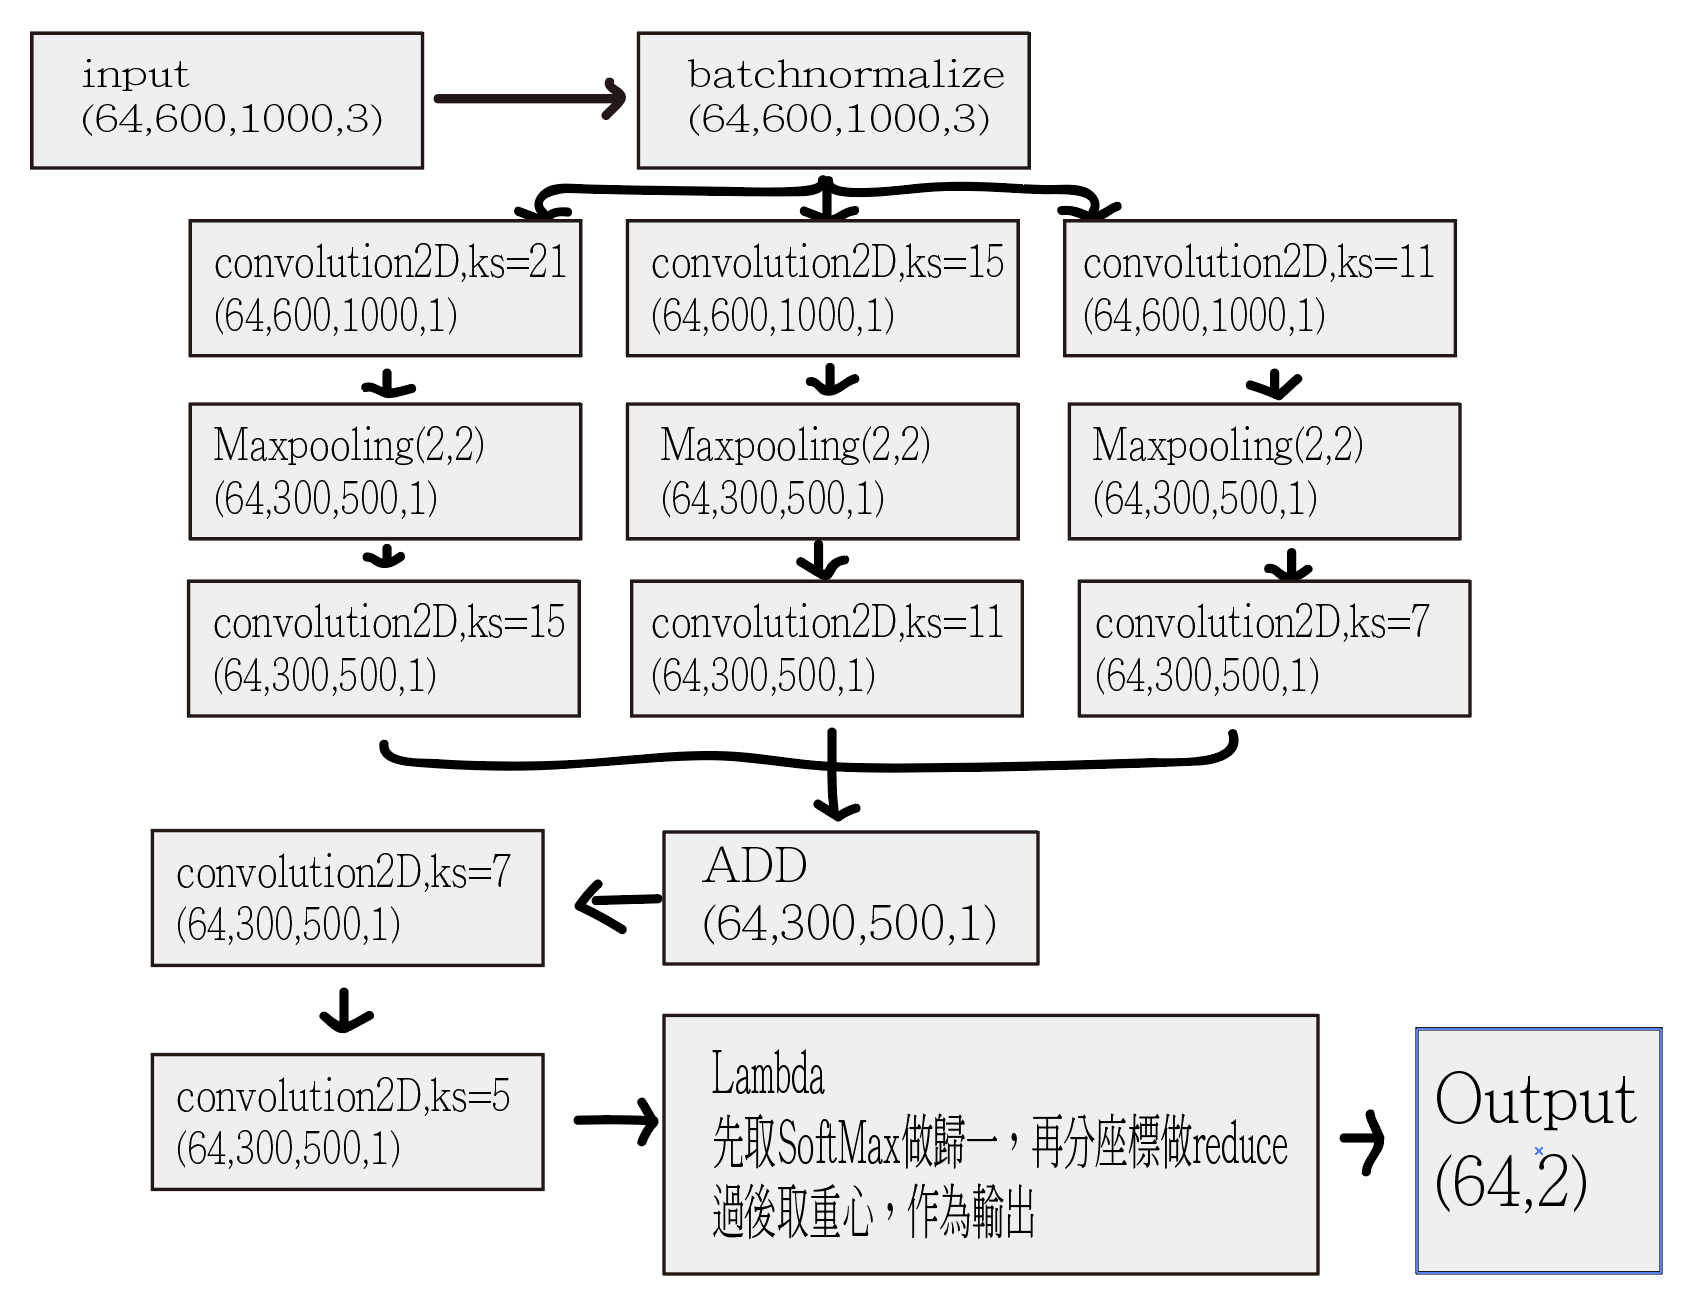 input
(64,600,1000,3)
batchnormalize
(64,600,1000,3)
convolution2D,ks=21
(64,600,1000,1)
convolution2D,ks=15
(64,600,1000,1)
convolution2D,ks=11
(64,600,1000,1)
Maxpooling(2,2)
(64,300,500,1)
Maxpooling(2,2)
(64,300,500,1)
Maxpooling(2,2)
(64,300,500,1)
convolution2D,ks=15
(64,300,500,1)
convolution2D,ks=11
(64,300,500,1)
convolution2D,ks=7
(64,300,500,1)
ADD
(64,300,500,1)
convolution2D,ks=7
(64,300,500,1)
convolution2D,ks=5
(64,300,500,1)
Lambda
先取SoftMax做歸一，再分座標做reduce
過後取重心，作為輸出
Output
(64,2)